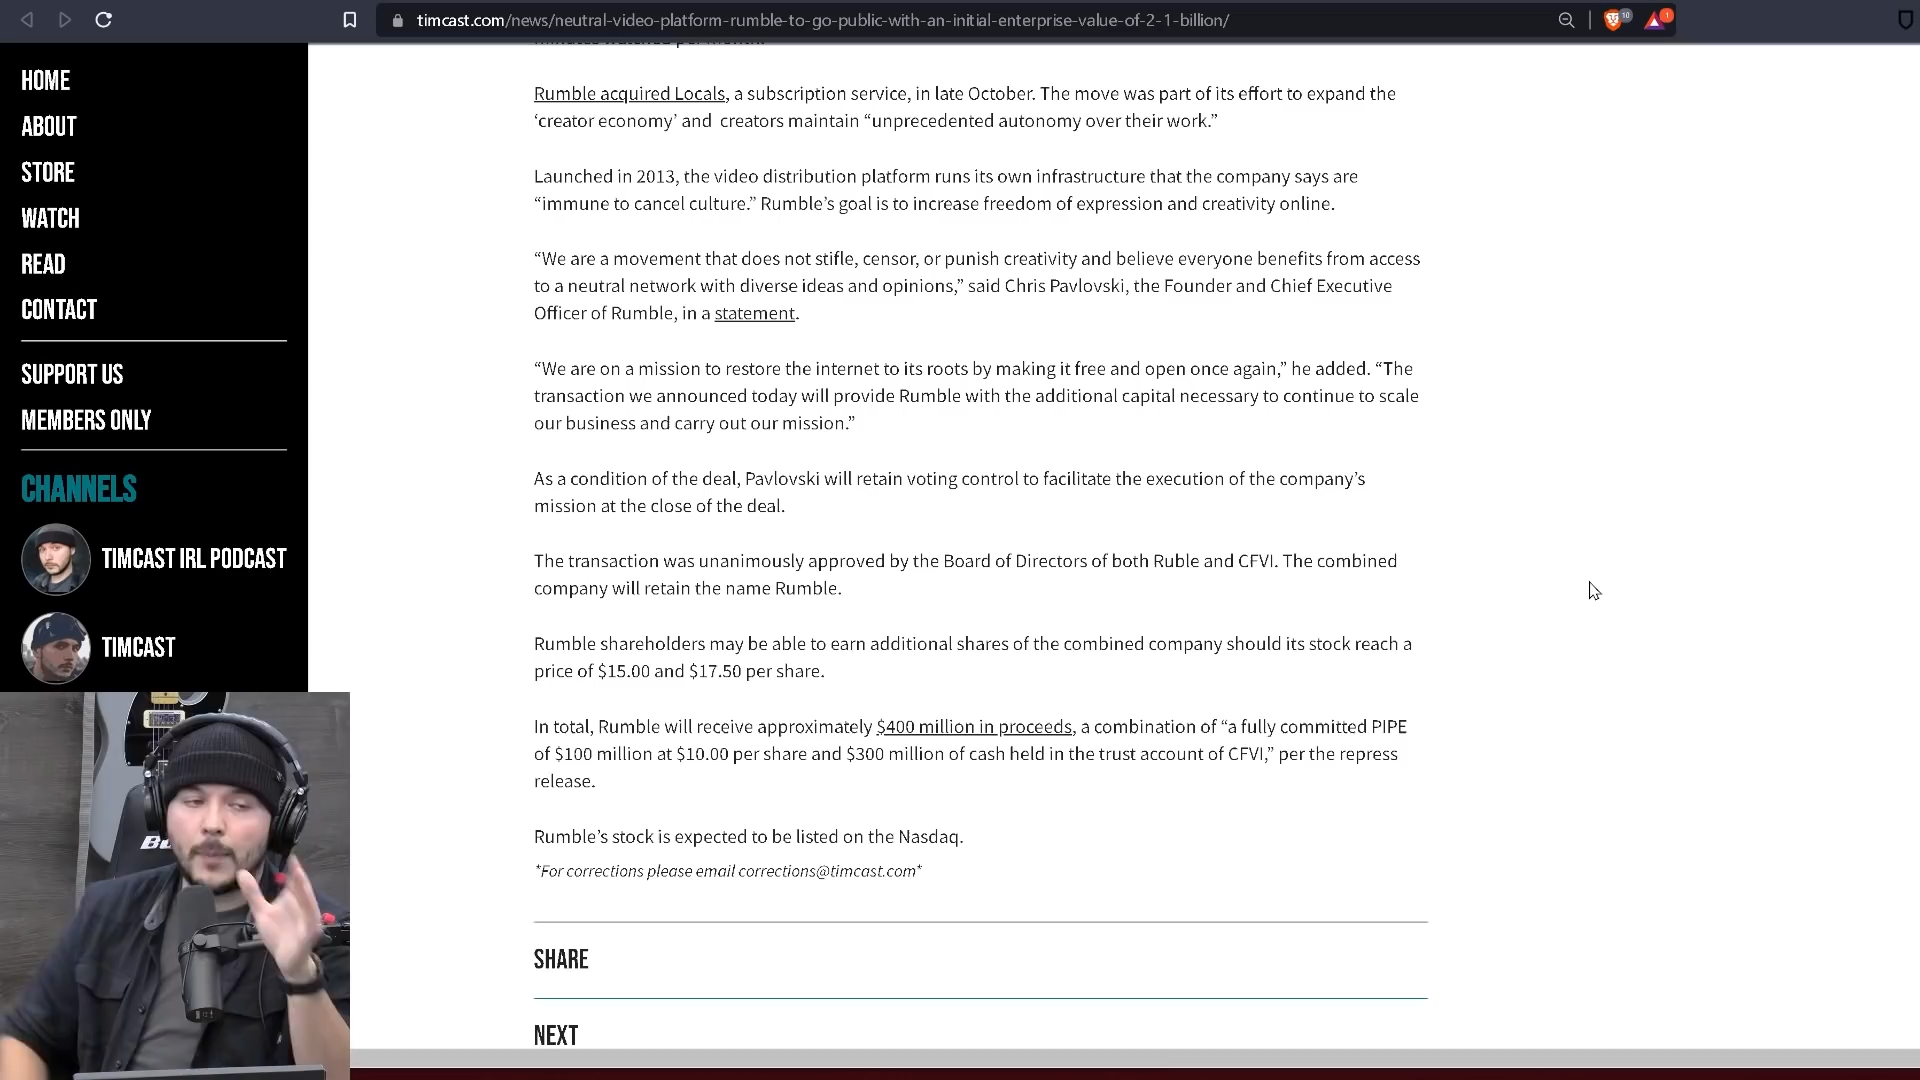 timcast.com/news/neutral-video-platform-rumble-to-go-public-with-an-initial-enterprise-value-of-2-1-billion/
10
1
HOME
ABOUT
STORE
WATCH
READ
CONTACT
SUPPORT US
MEMBERS ONLY
CHANNELS
TIMCAST IRL PODCAST
TIMCAST
Rumble acquired Locals, a subscription service, in late October. The move was part of its effort to expand the
‘creator economy’ and creators maintain “unprecedented autonomy over their work.”
Launched in 2013, the video distribution platform runs its own infrastructure that the company says are
“immune to cancel culture.” Rumble’s goal is to increase freedom of expression and creativity online.
“We are a movement that does not stifle, censor, or punish creativity and believe everyone benefits from access
to a neutral network with diverse ideas and opinions,” said Chris Pavlovski, the Founder and Chief Executive
Officer of Rumble, in a statement.
“We are on a mission to restore the internet to its roots by making it free and open once again,” he added. “The
transaction we announced today will provide Rumble with the additional capital necessary to continue to scale
our business and carry out our mission.”
As a condition of the deal, Pavlovski will retain voting control to facilitate the execution of the company’s
mission at the close of the deal.
The transaction was unanimously approved by the Board of Directors of both Ruble and CFVI. The combined
company will retain the name Rumble.
Rumble shareholders may be able to earn additional shares of the combined company should its stock reach a
price of $15.00 and $17.50 per share.
In total, Rumble will receive approximately $400 million in proceeds, a combination of “a fully committed PIPE
of $100 million at $10.00 per share and $300 million of cash held in the trust account of CFVI,” per the repress
release.
Rumble’s stock is expected to be listed on the Nasdaq.
*For corrections please email corrections@timcast.com*
SHARE
NEXT